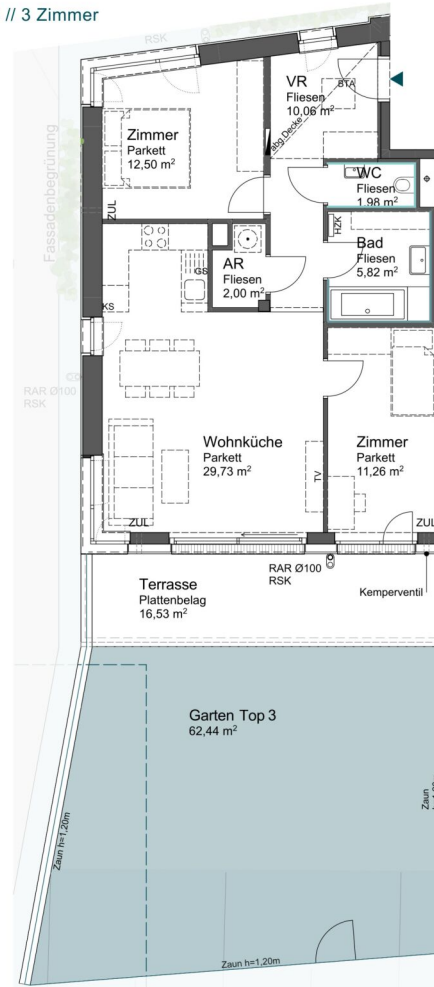 // 3 Zimmer
RSK
VR
Fliesen
10,06 m²
STA
abg.Decke
Zimmer
Parkett
12,50 m²
WC
Fliesen
1,98 m²
Fassadenbegrünung
ZUL
HZK
Bad
Fliesen
5,82 m²
GS
AR
Fliesen
2,00 m²
KS
RAR Ø100
RSK
Wohnküche
Parkett
29,73 m²
Zimmer
Parkett
11,26 m²
TV
ZUL
ZUL
RAR Ø100
RSK
Kemperventil
Terrasse
Plattenbelag
16,53 m²
Garten Top 3
62,44 m²
Zaun
Zaun h=1,20m
Zaun h=1,20m